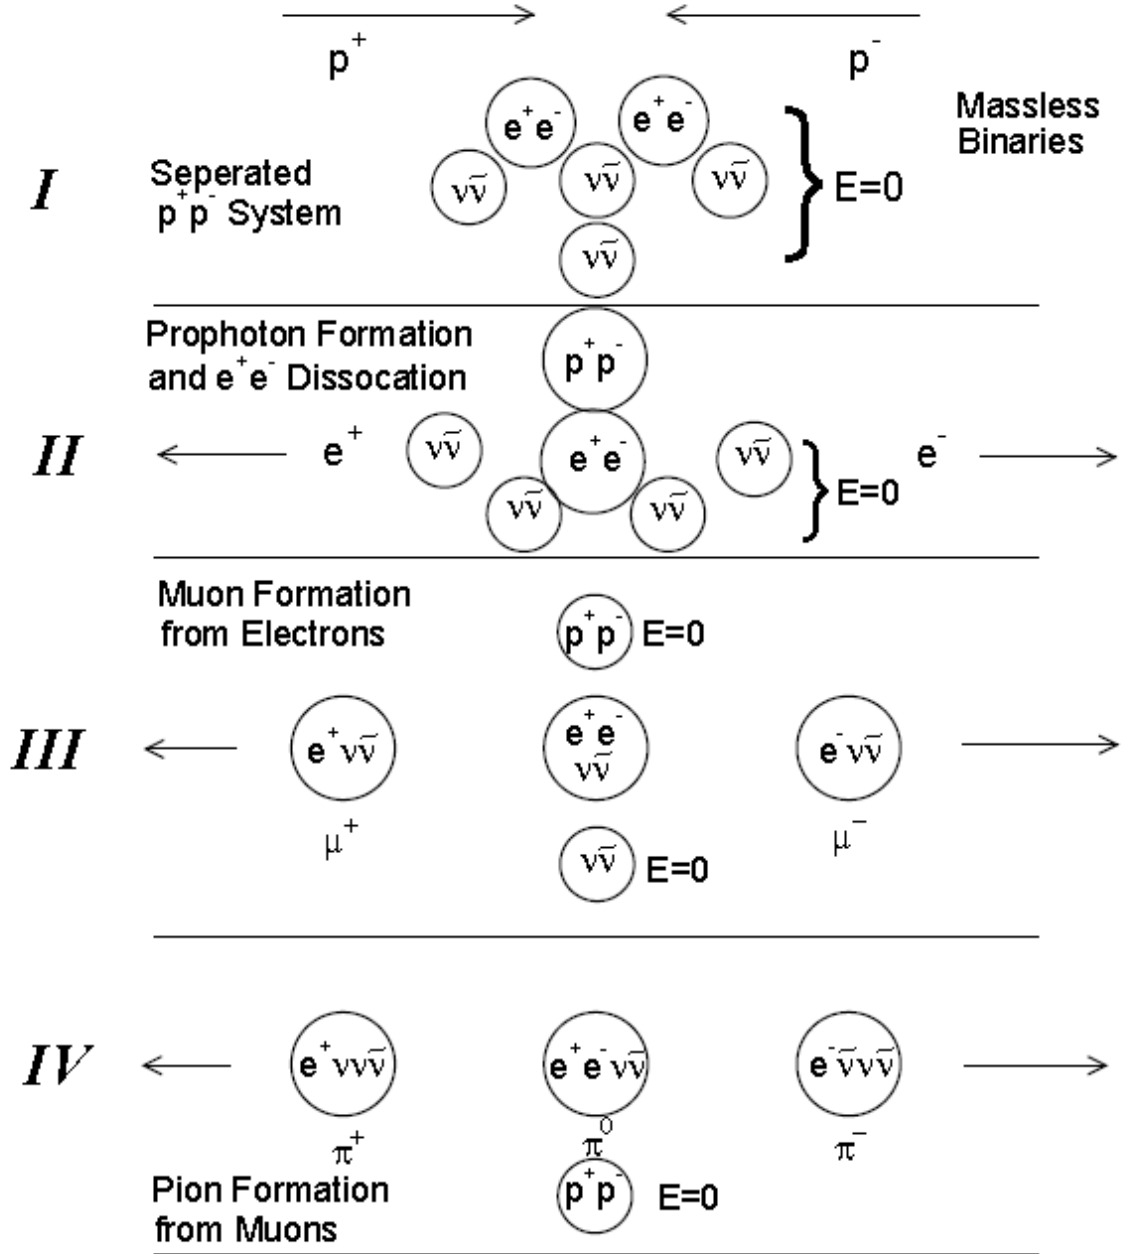 p⁺ p⁻
Massless
Binaries
e⁺e⁻ e⁺e⁻
I
Seperated
p⁺p⁻ System
νν̃ νν̃ νν̃
E=0
νν̃
Prophoton Formation
and e⁺e⁻ Dissocation
p⁺p⁻
II
e⁺ νν̃ e⁺e⁻ νν̃ e⁻
νν̃ νν̃
E=0
Muon Formation
from Electrons
p⁺p⁻ E=0
III
e⁺νν̃
e⁺e⁻
νν̃
e⁻νν̃
μ⁺ μ⁻
νν̃ E=0
IV
e⁺ννν̃ e⁺e⁻νν̃ e⁻ν̃νν̃
π⁺ π⁰ π⁻
p⁺p⁻ E=0
Pion Formation
from Muons